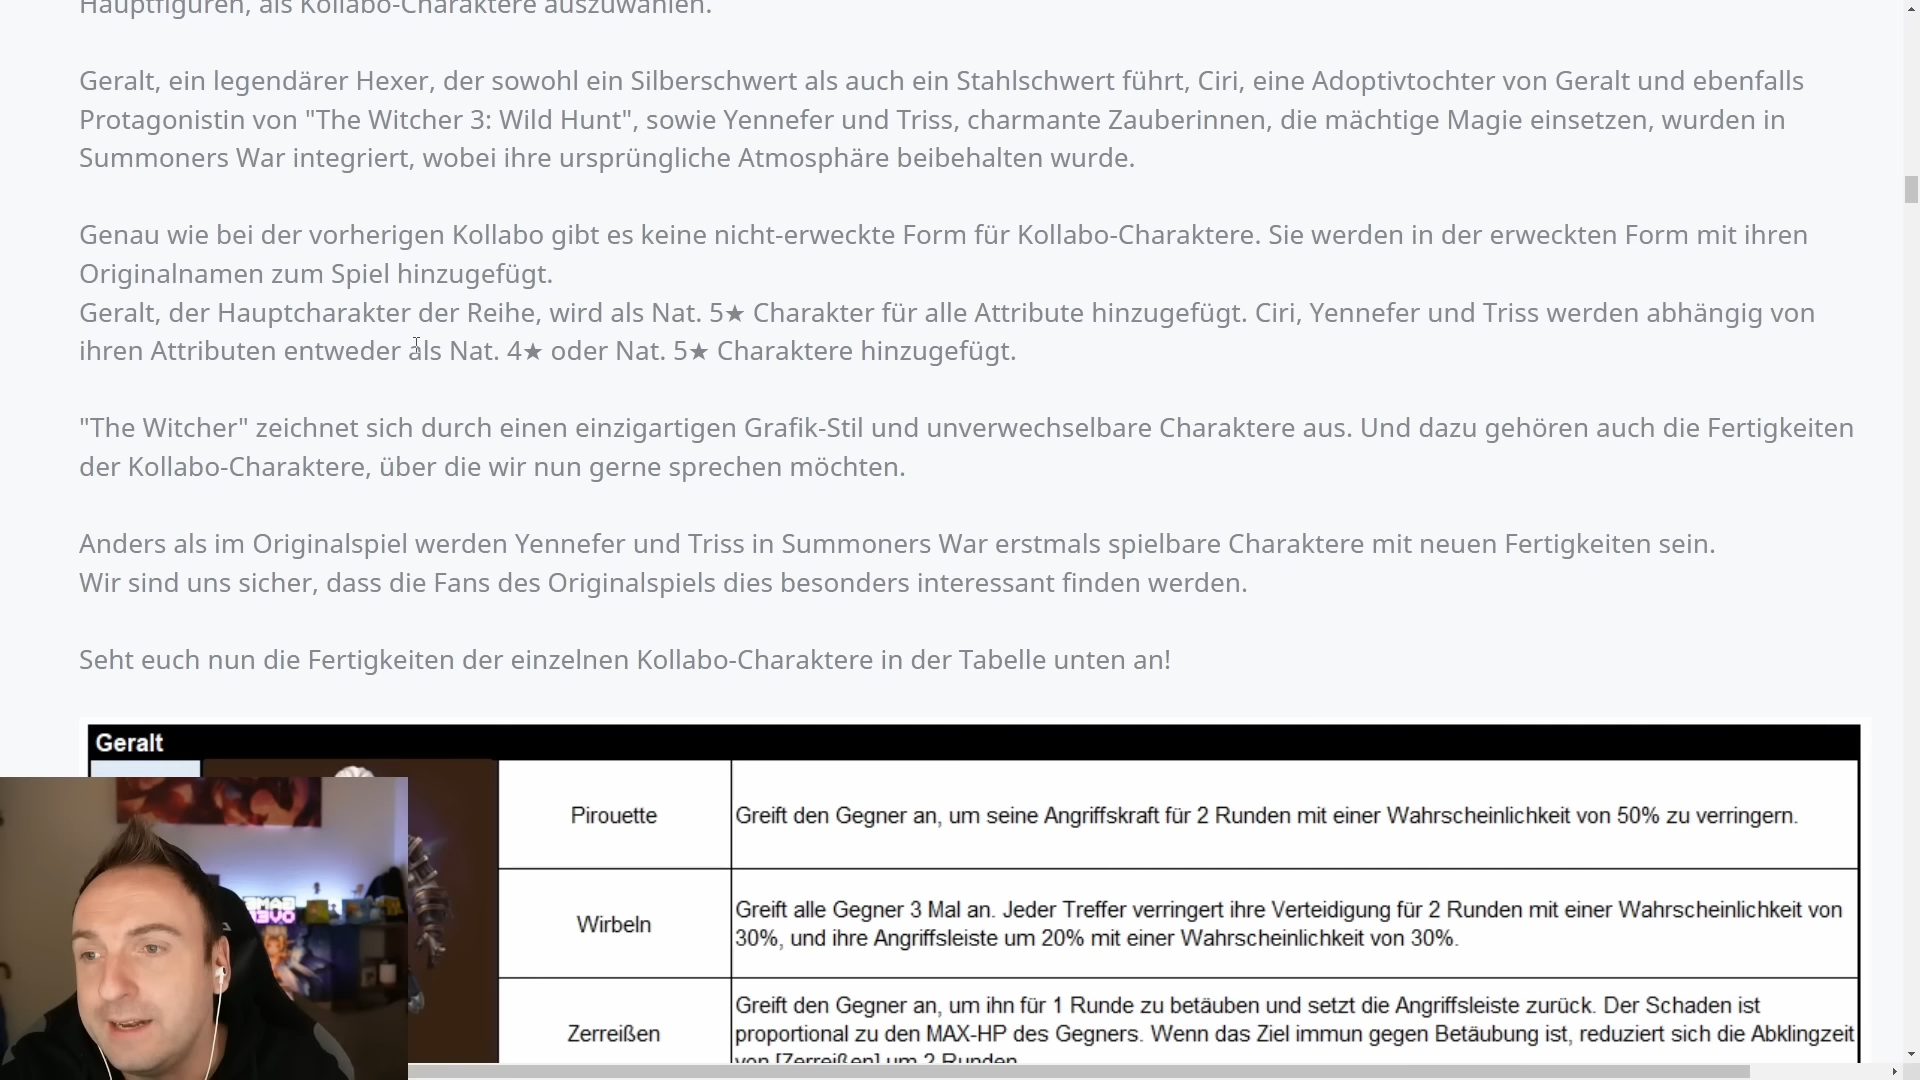 Hauptfiguren, als Kollabo-Charaktere auszuwählen.
Geralt, ein legendärer Hexer, der sowohl ein Silberschwert als auch ein Stahlschwert führt, Ciri, eine Adoptivtochter von Geralt und ebenfalls
Protagonistin von "The Witcher 3: Wild Hunt", sowie Yennefer und Triss, charmante Zauberinnen, die mächtige Magie einsetzen, wurden in
Summoners War integriert, wobei ihre ursprüngliche Atmosphäre beibehalten wurde.
Genau wie bei der vorherigen Kollabo gibt es keine nicht-erweckte Form für Kollabo-Charaktere. Sie werden in der erweckten Form mit ihren
Originalnamen zum Spiel hinzugefügt.
Geralt, der Hauptcharakter der Reihe, wird als Nat. 5★ Charakter für alle Attribute hinzugefügt. Ciri, Yennefer und Triss werden abhängig von
ihren Attributen entweder als Nat. 4★ oder Nat. 5★ Charaktere hinzugefügt.
"The Witcher" zeichnet sich durch einen einzigartigen Grafik-Stil und unverwechselbare Charaktere aus. Und dazu gehören auch die Fertigkeiten
der Kollabo-Charaktere, über die wir nun gerne sprechen möchten.
Anders als im Originalspiel werden Yennefer und Triss in Summoners War erstmals spielbare Charaktere mit neuen Fertigkeiten sein.
Wir sind uns sicher, dass die Fans des Originalspiels dies besonders interessant finden werden.
Seht euch nun die Fertigkeiten der einzelnen Kollabo-Charaktere in der Tabelle unten an!
Geralt
Pirouette
Greift den Gegner an, um seine Angriffskraft für 2 Runden mit einer Wahrscheinlichkeit von 50% zu verringern.
Wirbeln
Greift alle Gegner 3 Mal an. Jeder Treffer verringert ihre Verteidigung für 2 Runden mit einer Wahrscheinlichkeit von
30%, und ihre Angriffsleiste um 20% mit einer Wahrscheinlichkeit von 30%.
Zerreißen
Greift den Gegner an, um ihn für 1 Runde zu betäuben und setzt die Angriffsleiste zurück. Der Schaden ist
proportional zu den MAX-HP des Gegners. Wenn das Ziel immun gegen Betäubung ist, reduziert sich die Abklingzeit
von [Zerreißen] um 2 Runden.